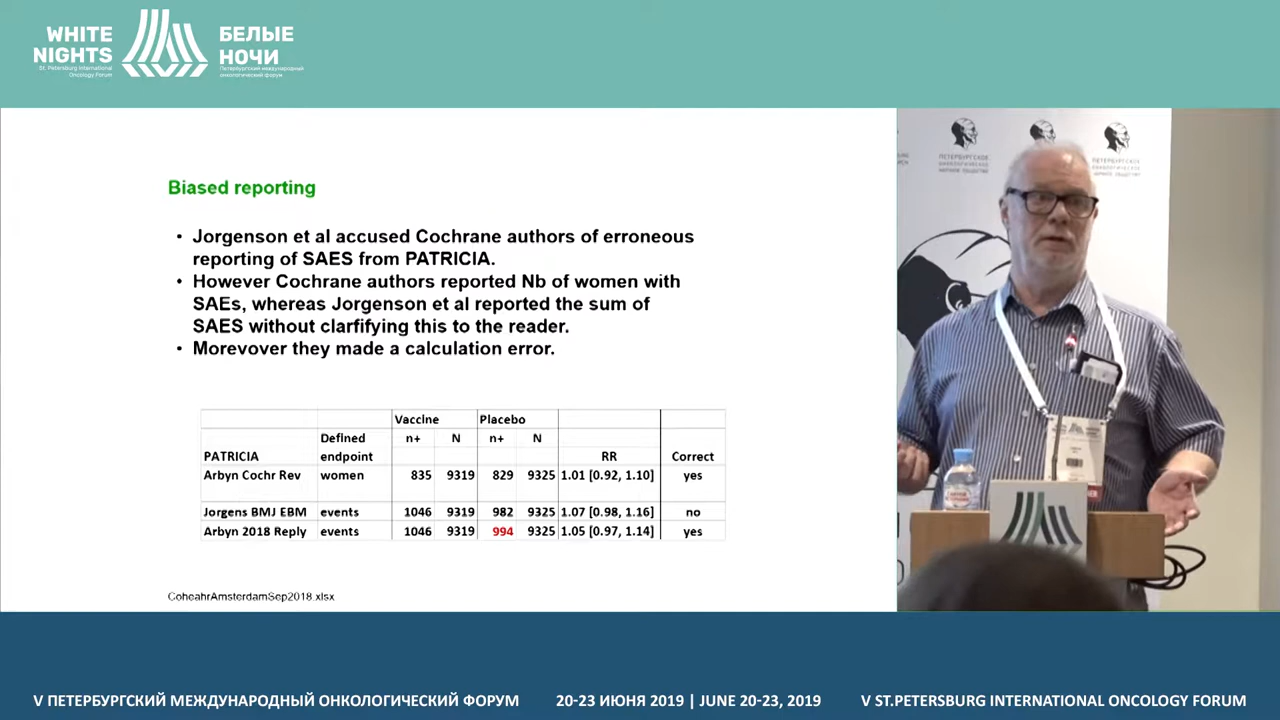 WHITE
NIGHTS
St. Petersburg International
Oncology Forum
БЕЛЫЕ
НОЧИ
Петербургский международный
онкологический форум
Biased reporting
• Jorgenson et al accused Cochrane authors of erroneous
reporting of SAES from PATRICIA.
• However Cochrane authors reported Nb of women with
SAEs, whereas Jorgenson et al reported the sum of
SAES without clarfifying this to the reader.
• Morevover they made a calculation error.
Vaccine Placebo
Defined n+ N n+ N
PATRICIA endpoint RR Correct
Arbyn Cochr Rev women 835 9319 829 9325 1.01 [0.92, 1.10] yes
Jorgens BMJ EBM events 1046 9319 982 9325 1.07 [0.98, 1.16] no
Arbyn 2018 Reply events 1046 9319 994 9325 1.05 [0.97, 1.14] yes
CoheahrAmsterdamSep2018.xlsx
ПЕТЕРБУРГСКОЕ
ОНКОЛОГИЧЕСКОЕ
НАУЧНОЕ ОБЩЕСТВО
V ПЕТЕРБУРГСКИЙ МЕЖДУНАРОДНЫЙ ОНКОЛОГИЧЕСКИЙ ФОРУМ 20-23 ИЮНЯ 2019 | JUNE 20-23, 2019 V ST.PETERSBURG INTERNATIONAL ONCOLOGY FORUM